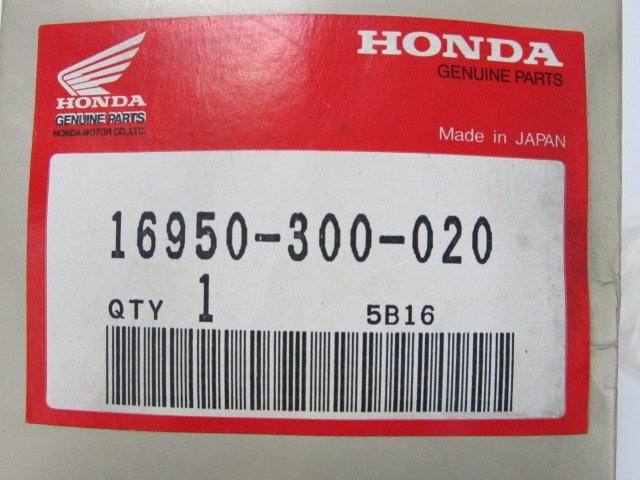 HONDA
GENUINE PARTS
HONDA MOTOR CO.,LTD.
HONDA
GENUINE PARTS
Made in JAPAN
16950-300-020
QTY 1 5B16